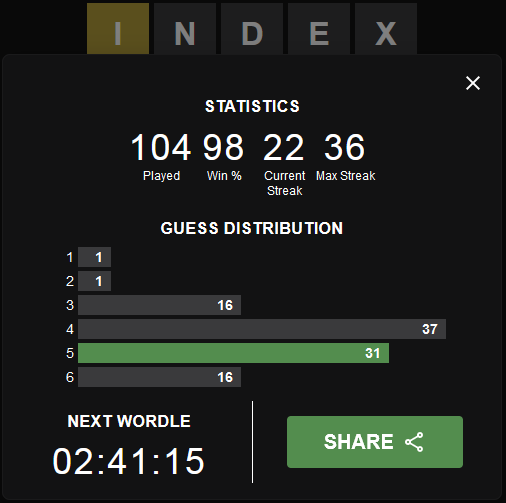 I N D E X
STATISTICS
104 98 22 36
Played Win % Current Streak Max Streak
GUESS DISTRIBUTION
1 1
2 1
3 16
4 37
5 31
6 16
NEXT WORDLE
02:41:15
SHARE